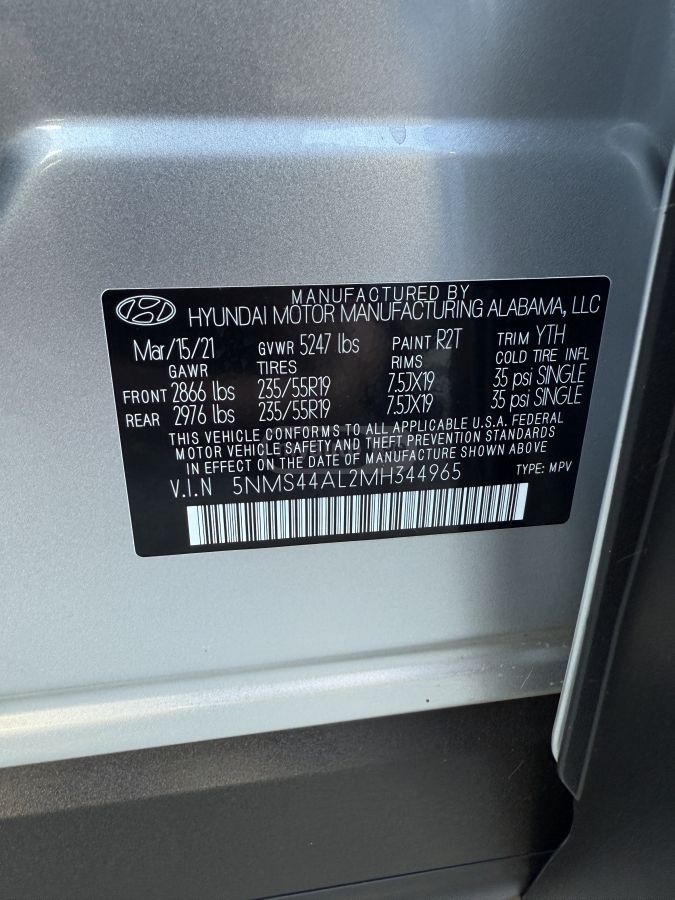 MANUFACTURED BY
HYUNDAI MOTOR MANUFACTURING ALABAMA, LLC
Mar/15/21 GVWR 5247 lbs PAINT R2T TRIM YTH
GAWR TIRES RIMS COLD TIRE INFL
FRONT 2866 lbs 235/55R19 7.5JX19 35 psi SINGLE
REAR 2976 lbs 235/55R19 7.5JX19 35 psi SINGLE
THIS VEHICLE CONFORMS TO ALL APPLICABLE U.S.A. FEDERAL
MOTOR VEHICLE SAFETY AND THEFT PREVENTION STANDARDS
IN EFFECT ON THE DATE OF MANUFACTURE SHOWN ABOVE
V.I.N 5NMS44AL2MH344965 TYPE: MPV